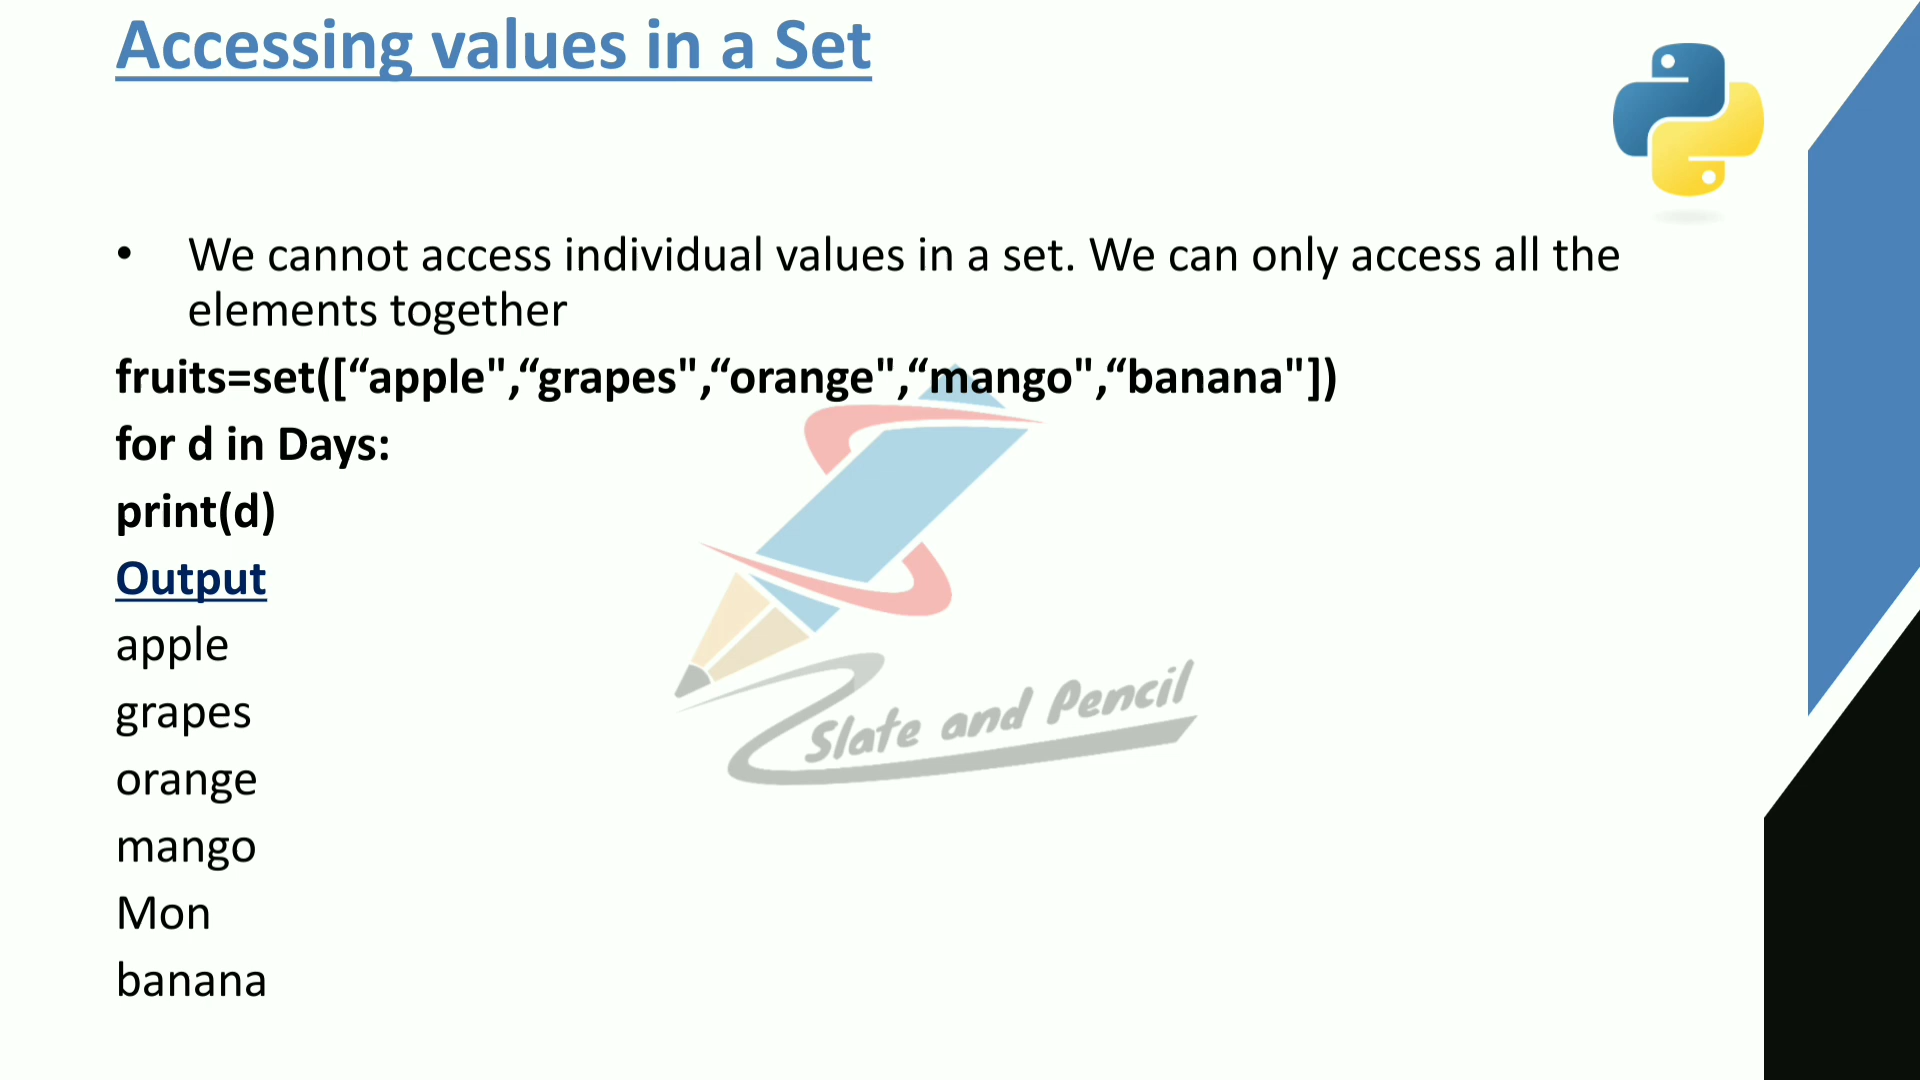 Accessing values in a Set
• We cannot access individual values in a set. We can only access all the
elements together
fruits=set([“apple",“grapes",“orange",“mango",“banana"])
for d in Days:
print(d)
Output
apple
grapes
orange
mango
Mon
banana
Slate and Pencil